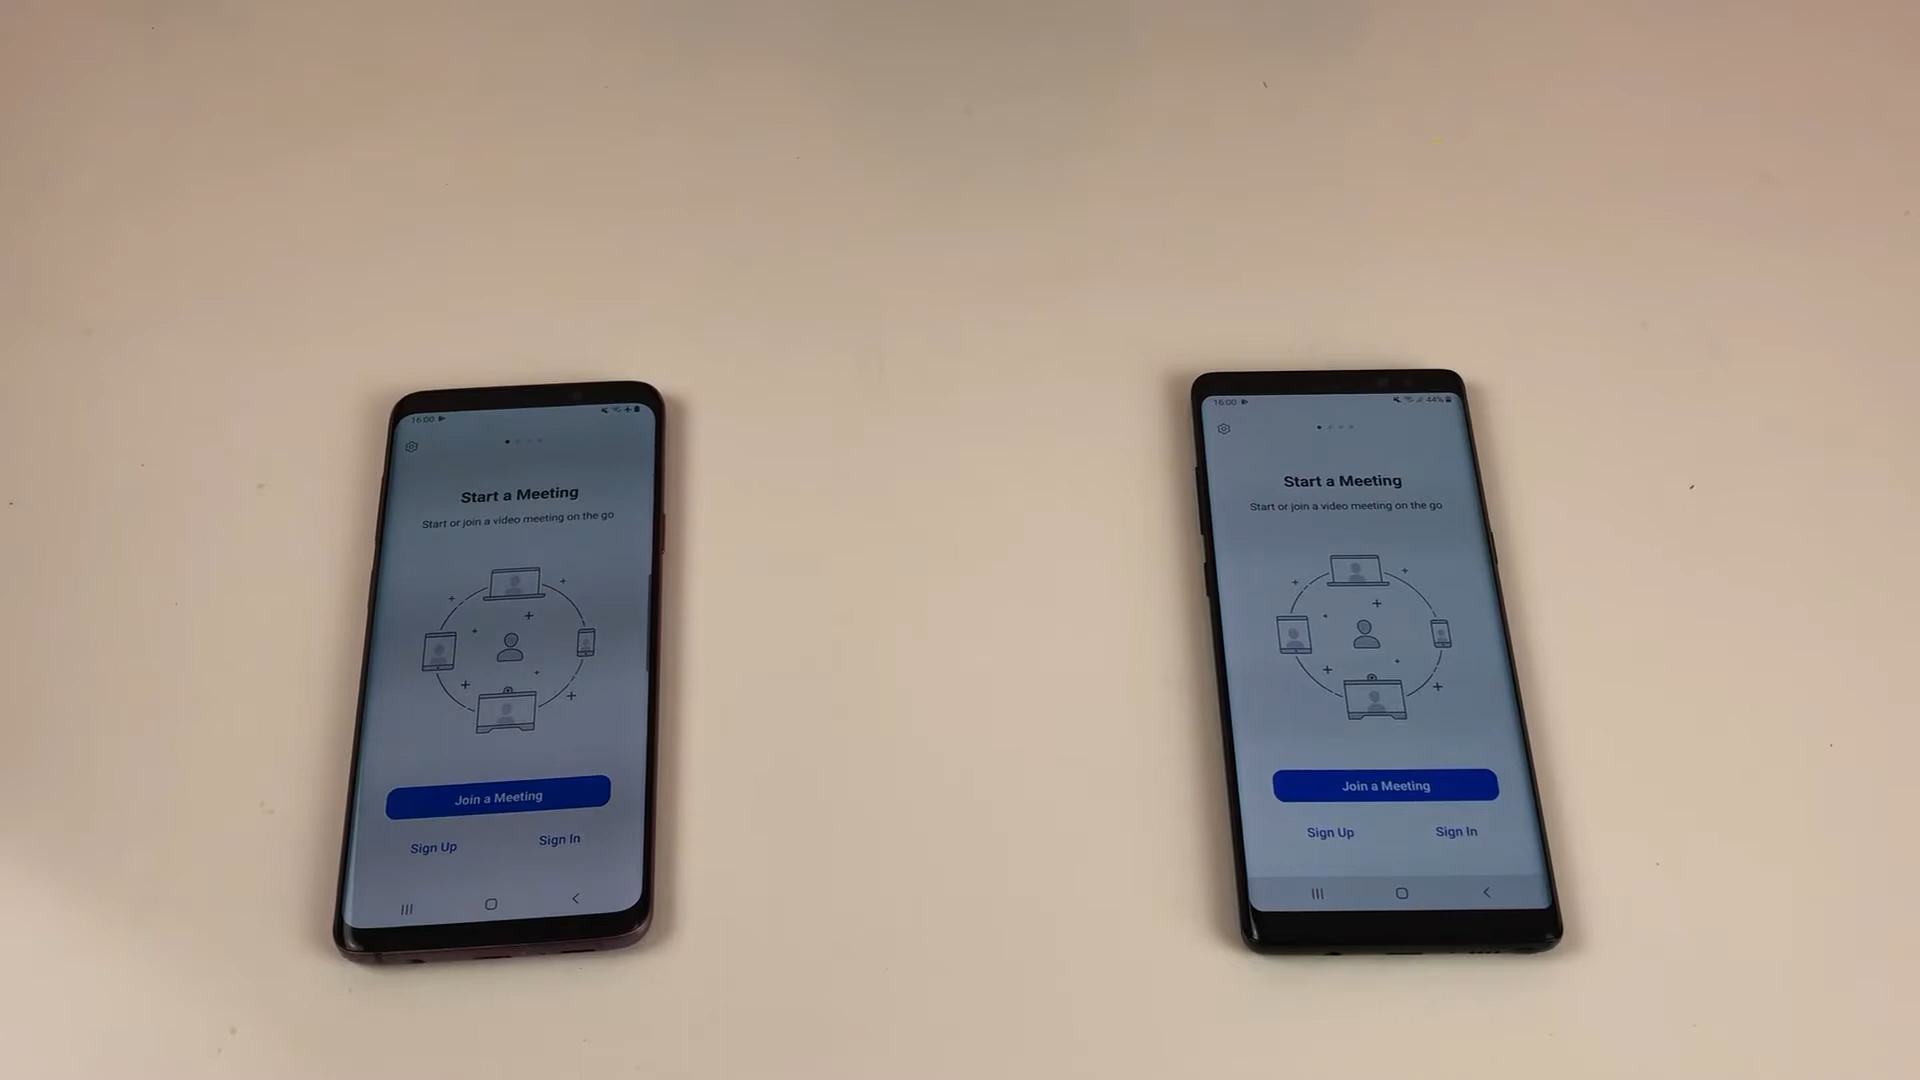 16:00
Start a Meeting
Start or join a video meeting on the go
Join a Meeting
Sign Up
Sign In
16:00
44%
Start a Meeting
Start or join a video meeting on the go
Join a Meeting
Sign Up
Sign In